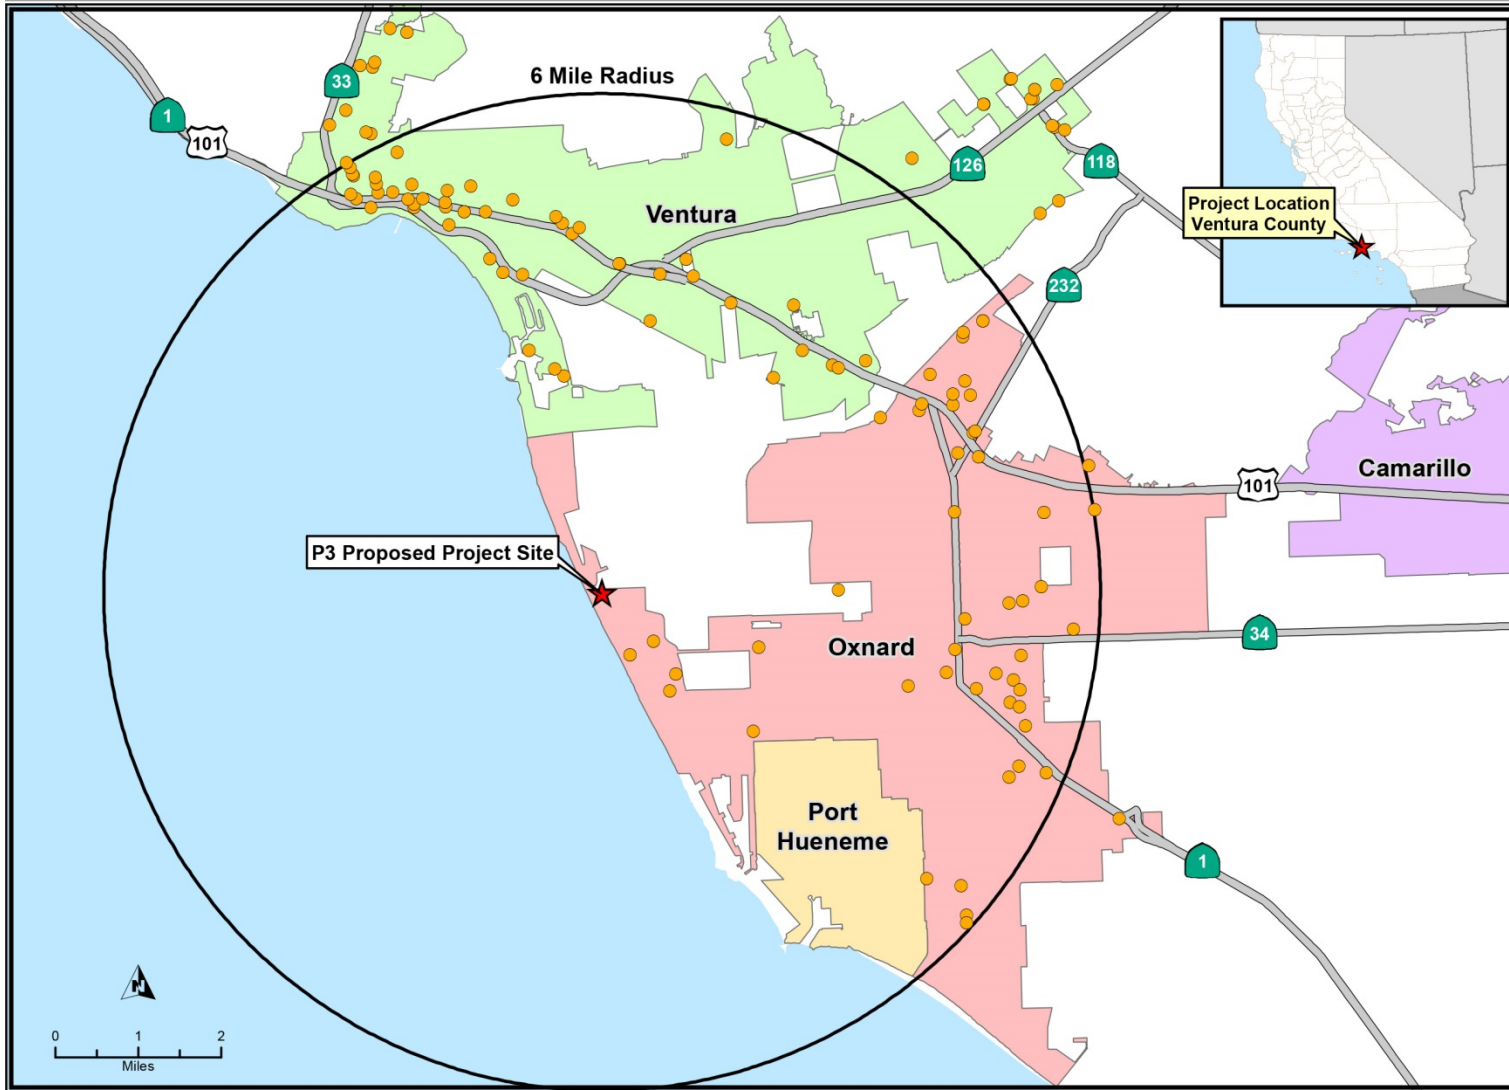 33
6 Mile Radius
1
101
126
118
Ventura
Project Location
Ventura County
232
Camarillo
101
P3 Proposed Project Site
34
Oxnard
Port
Hueneme
1
N
0 1 2
Miles